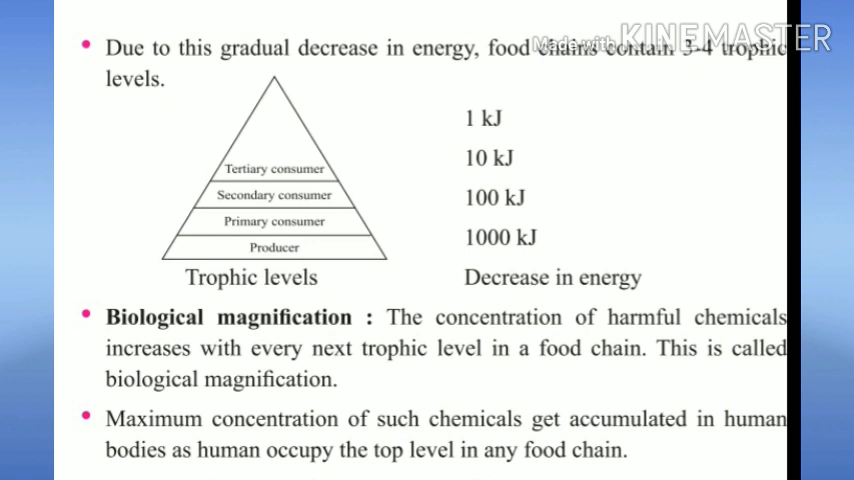 Made with KINEMASTER
Due to this gradual decrease in energy, food chains contain 3-4 trophic
levels.
1 kJ
Tertiary consumer
10 kJ
Secondary consumer
100 kJ
Primary consumer
Producer
1000 kJ
Trophic levels
Decrease in energy
Biological magnification : The concentration of harmful chemicals
increases with every next trophic level in a food chain. This is called
biological magnification.
Maximum concentration of such chemicals get accumulated in human
bodies as human occupy the top level in any food chain.